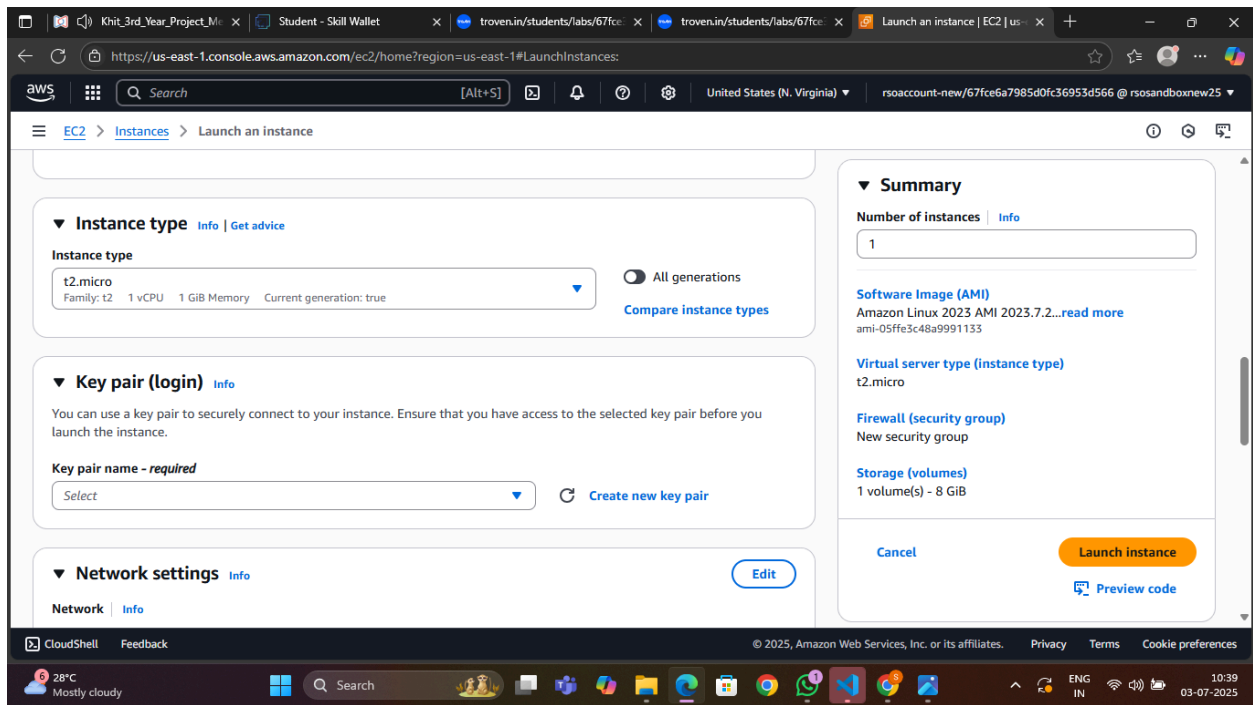 Khit_3rd_Year_Project_Me
Student - Skill Wallet
troven.in/students/labs/67fce
troven.in/students/labs/67fce
Launch an instance | EC2 | us-e
https://us-east-1.console.aws.amazon.com/ec2/home?region=us-east-1#LaunchInstances:
aws
Search
[Alt+S]
United States (N. Virginia)
rsoaccount-new/67fce6a7985d0fc36953d566 @ rsosandboxnew25
EC2 > Instances > Launch an instance
Instance type Info | Get advice
Instance type
t2.micro
Family: t2 1 vCPU 1 GiB Memory Current generation: true
All generations
Compare instance types
Key pair (login) Info
You can use a key pair to securely connect to your instance. Ensure that you have access to the selected key pair before you
launch the instance.
Key pair name - required
Select
Create new key pair
Network settings Info
Edit
Network Info
Summary
Number of instances Info
1
Software Image (AMI)
Amazon Linux 2023 AMI 2023.7.2...read more
ami-05ffe3c48a9991133
Virtual server type (instance type)
t2.micro
Firewall (security group)
New security group
Storage (volumes)
1 volume(s) - 8 GiB
Cancel
Launch instance
Preview code
CloudShell Feedback
© 2025, Amazon Web Services, Inc. or its affiliates. Privacy Terms Cookie preferences
6
28°C
Mostly cloudy
Search
1
S
ENG
IN
10:39
03-07-2025